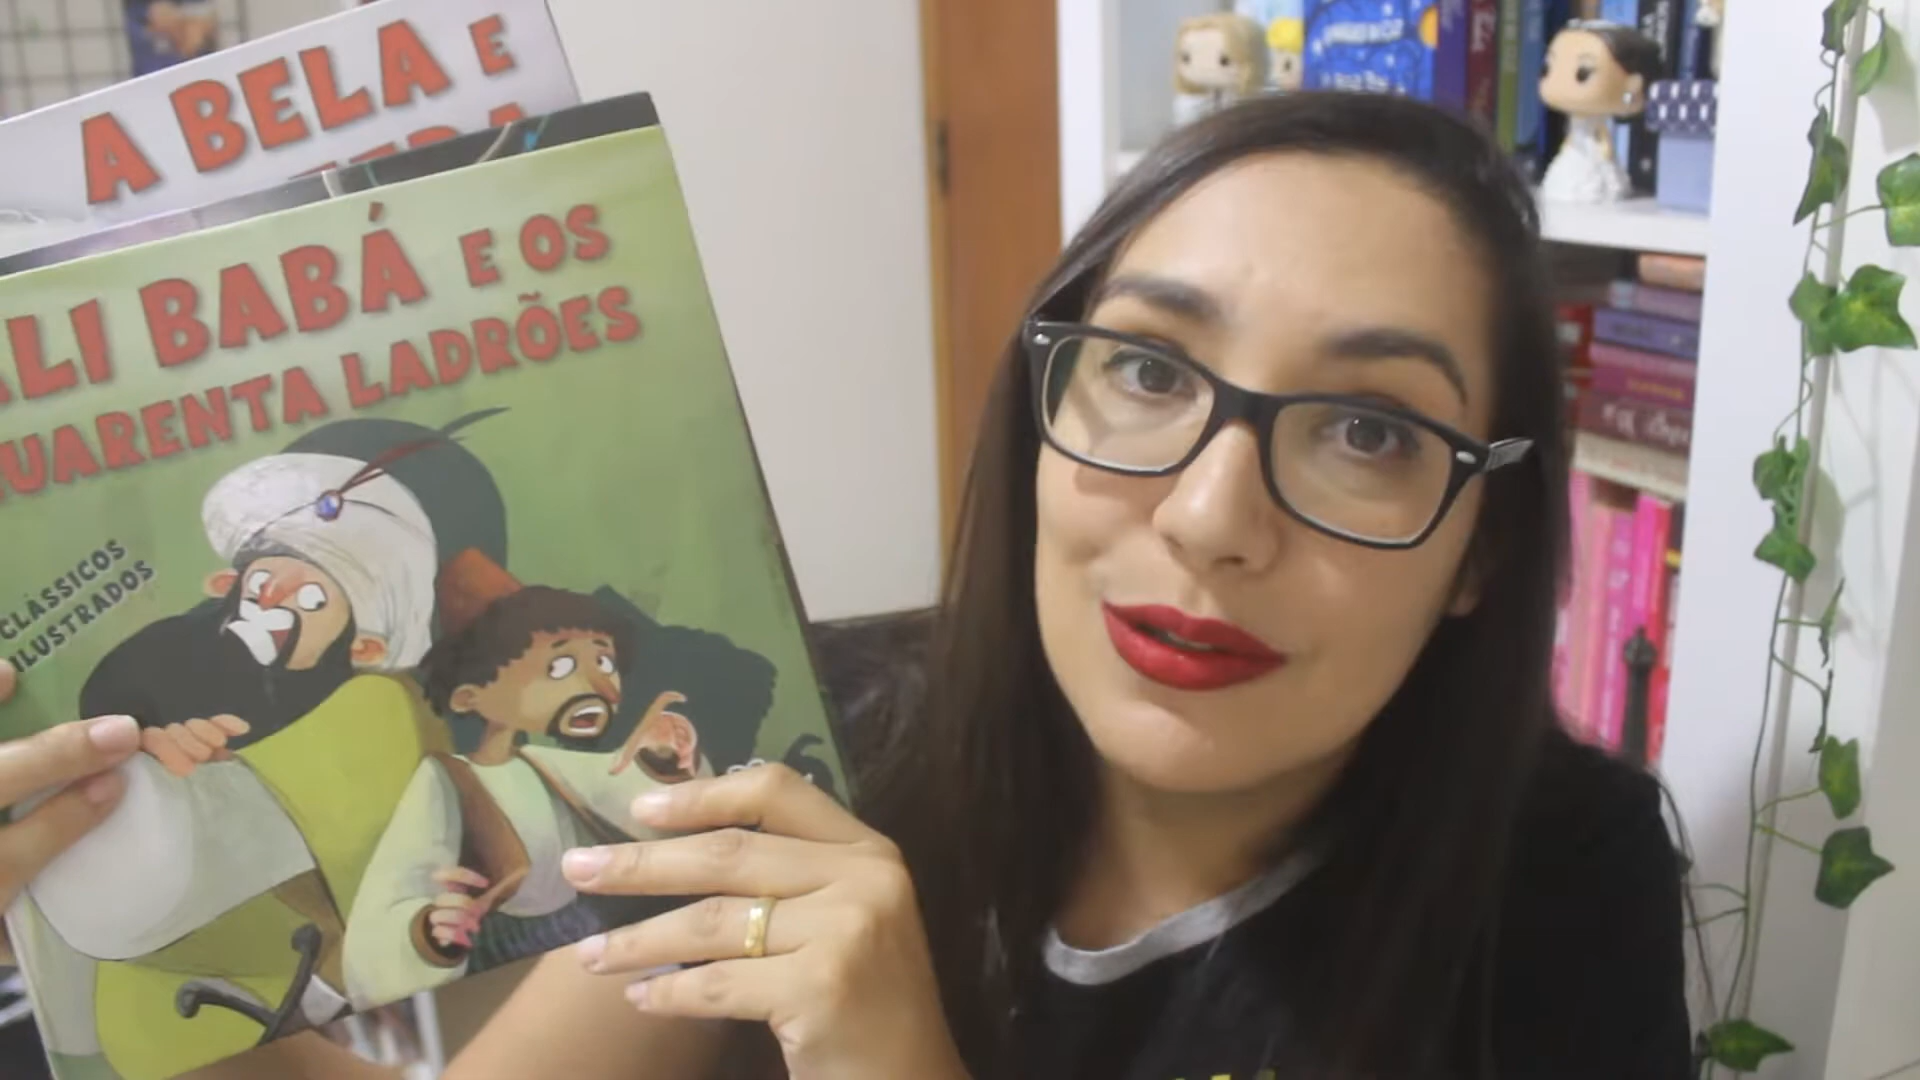 A BELA E
ALI BABÁ E OS
QUARENTA LADRÕES
CLÁSSICOS
ILUSTRADOS